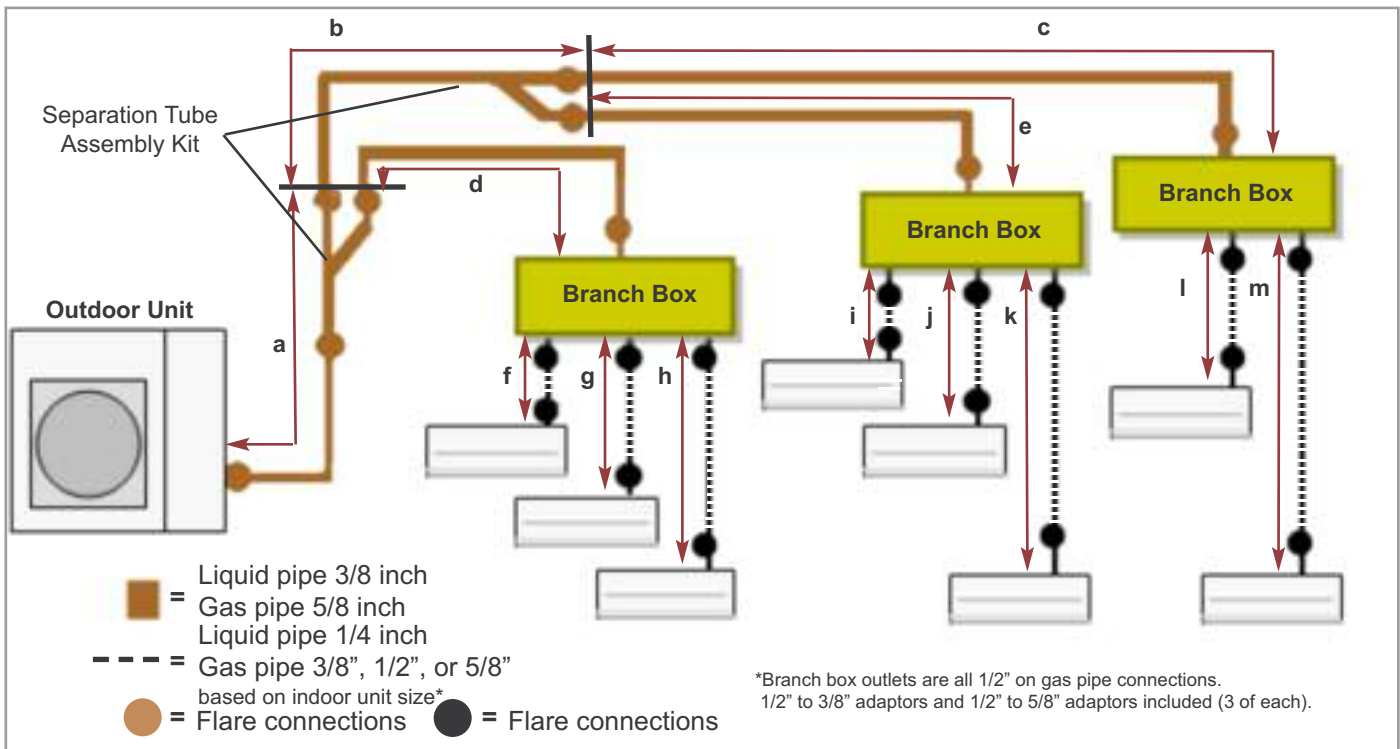 b
c
Separation Tube
Assembly Kit
e
d
Branch Box
Branch Box
Branch Box
Outdoor Unit
a
f
g
h
i
j
k
l
m
= Liquid pipe 3/8 inch
Gas pipe 5/8 inch
Liquid pipe 1/4 inch
= Gas pipe 3/8”, 1/2”, or 5/8”
based on indoor unit size*
= Flare connections
= Flare connections
*Branch box outlets are all 1/2” on gas pipe connections.
1/2” to 3/8” adaptors and 1/2” to 5/8” adaptors included (3 of each).